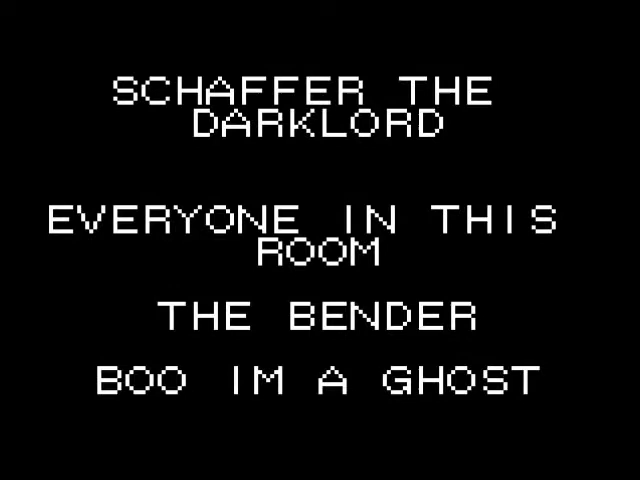 SCHAFFER THE
DARKLORD
EVERYONE IN THIS
ROOM
THE BENDER
BOO IM A GHOST